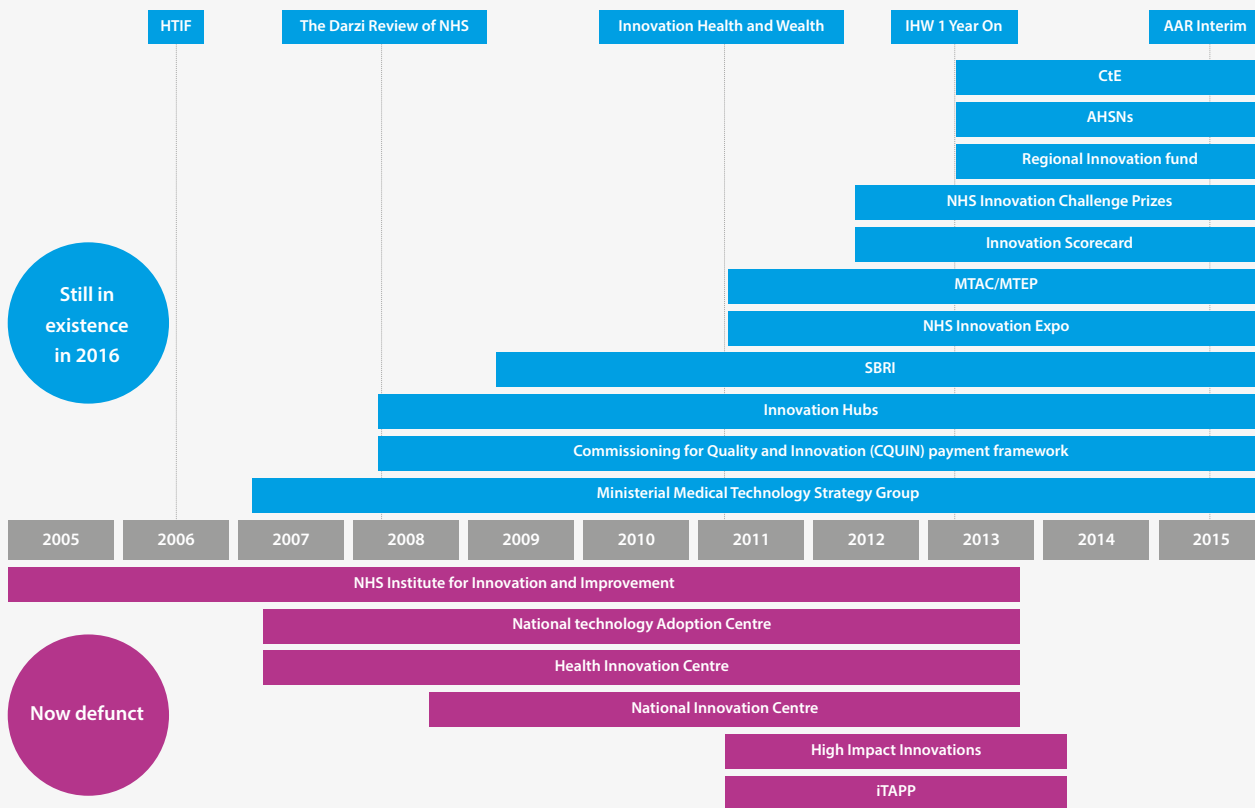 HTIF
The Darzi Review of NHS
Innovation Health and Wealth
IHW 1 Year On
AAR Interim
CtE
AHSNs
Regional Innovation fund
NHS Innovation Challenge Prizes
Innovation Scorecard
MTAC/MTEP
NHS Innovation Expo
SBRI
Innovation Hubs
Commissioning for Quality and Innovation (CQUIN) payment framework
Ministerial Medical Technology Strategy Group
Still in
existence
in 2016
2005
2006
2007
2008
2009
2010
2011
2012
2013
2014
2015
NHS Institute for Innovation and Improvement
National technology Adoption Centre
Health Innovation Centre
National Innovation Centre
High Impact Innovations
iTAPP
Now defunct